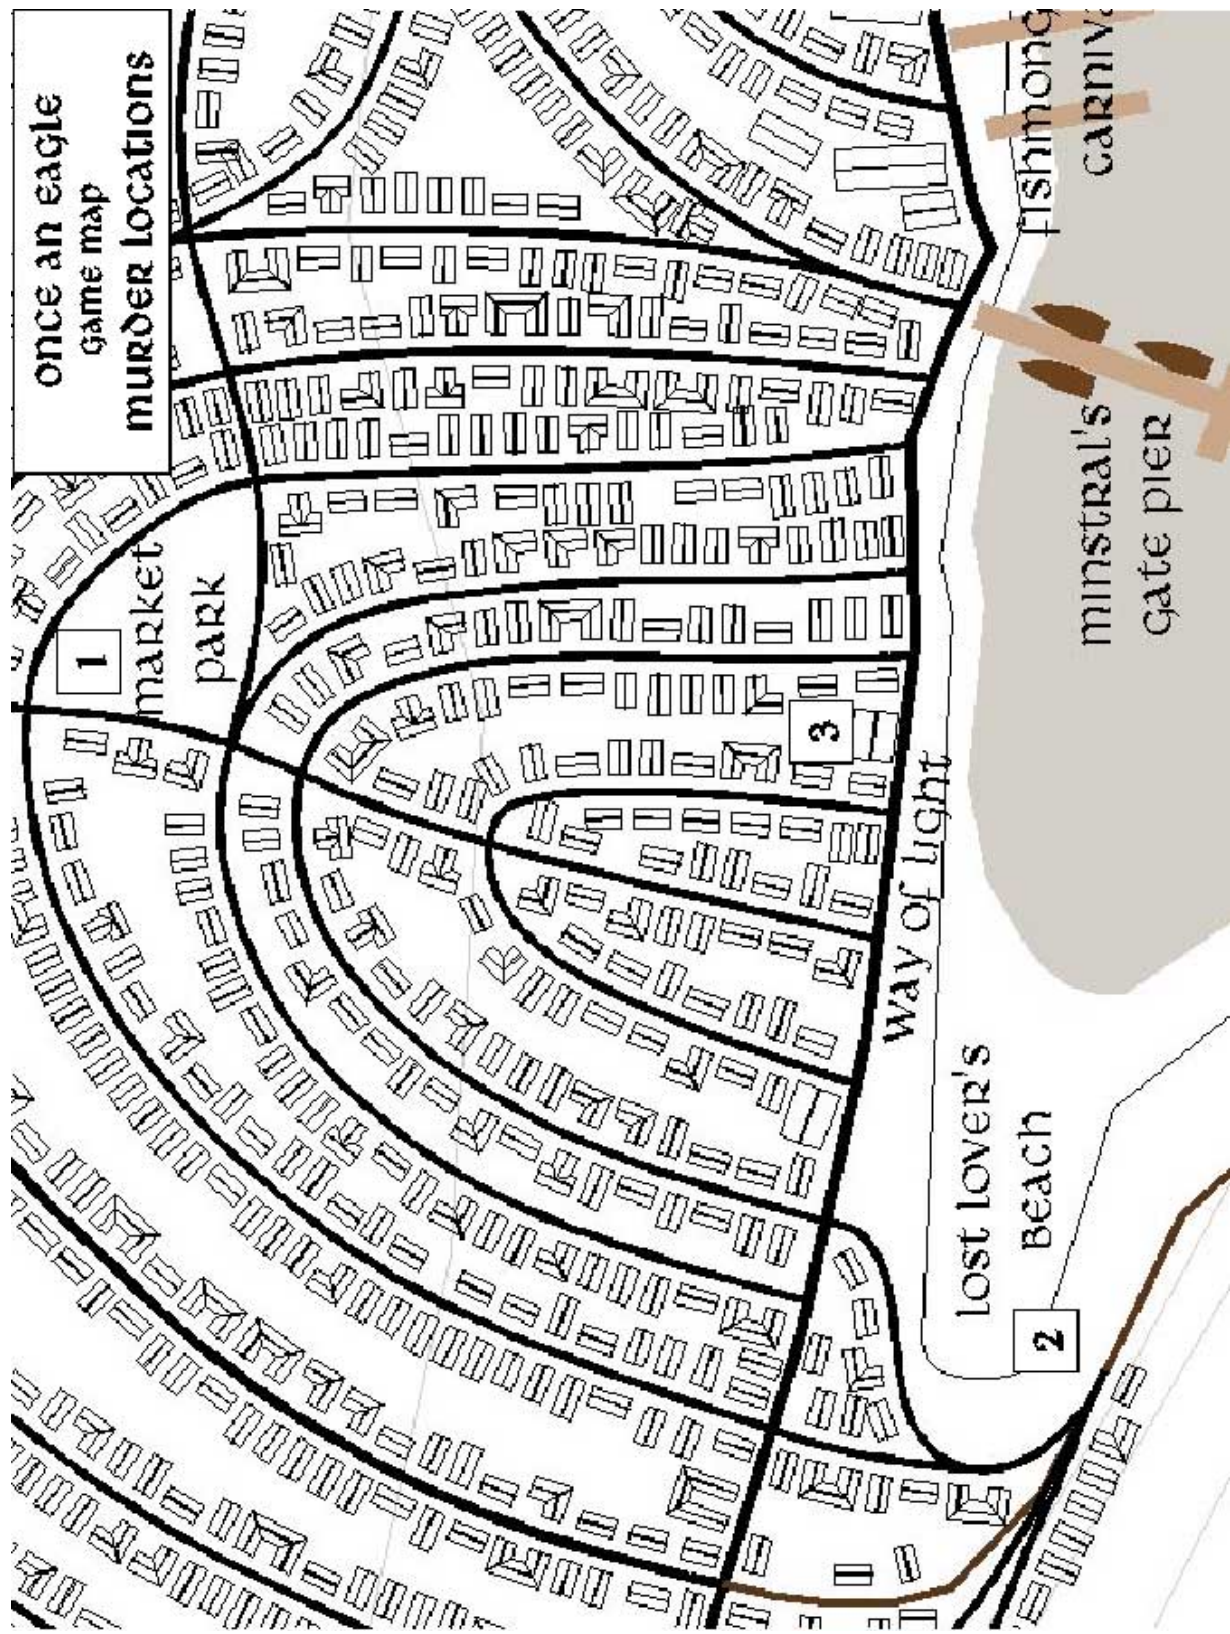 once an eagle
game map
murder locations
1
market
park
3
Way of Light
fishmong
carniv
minstral's
gate pier
lost lover's
beach
2